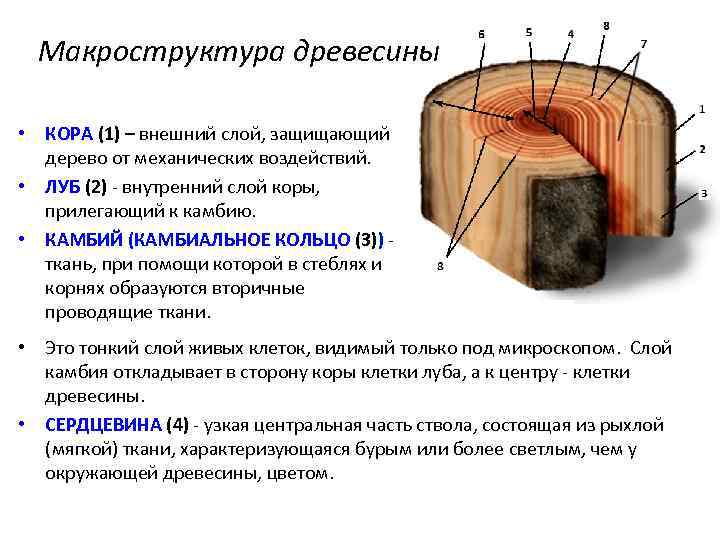 Макроструктура древесины
6 5 4 8 7
1
2
3
8
• КОРА (1) – внешний слой, защищающий
дерево от механических воздействий.
• ЛУБ (2) - внутренний слой коры,
прилегающий к камбию.
• КАМБИЙ (КАМБИАЛЬНОЕ КОЛЬЦО (3)) -
ткань, при помощи которой в стеблях и
корнях образуются вторичные
проводящие ткани.
• Это тонкий слой живых клеток, видимый только под микроскопом. Слой
камбия откладывает в сторону коры клетки луба, а к центру - клетки
древесины.
• СЕРДЦЕВИНА (4) - узкая центральная часть ствола, состоящая из рыхлой
(мягкой) ткани, характеризующаяся бурым или более светлым, чем у
окружающей древесины, цветом.